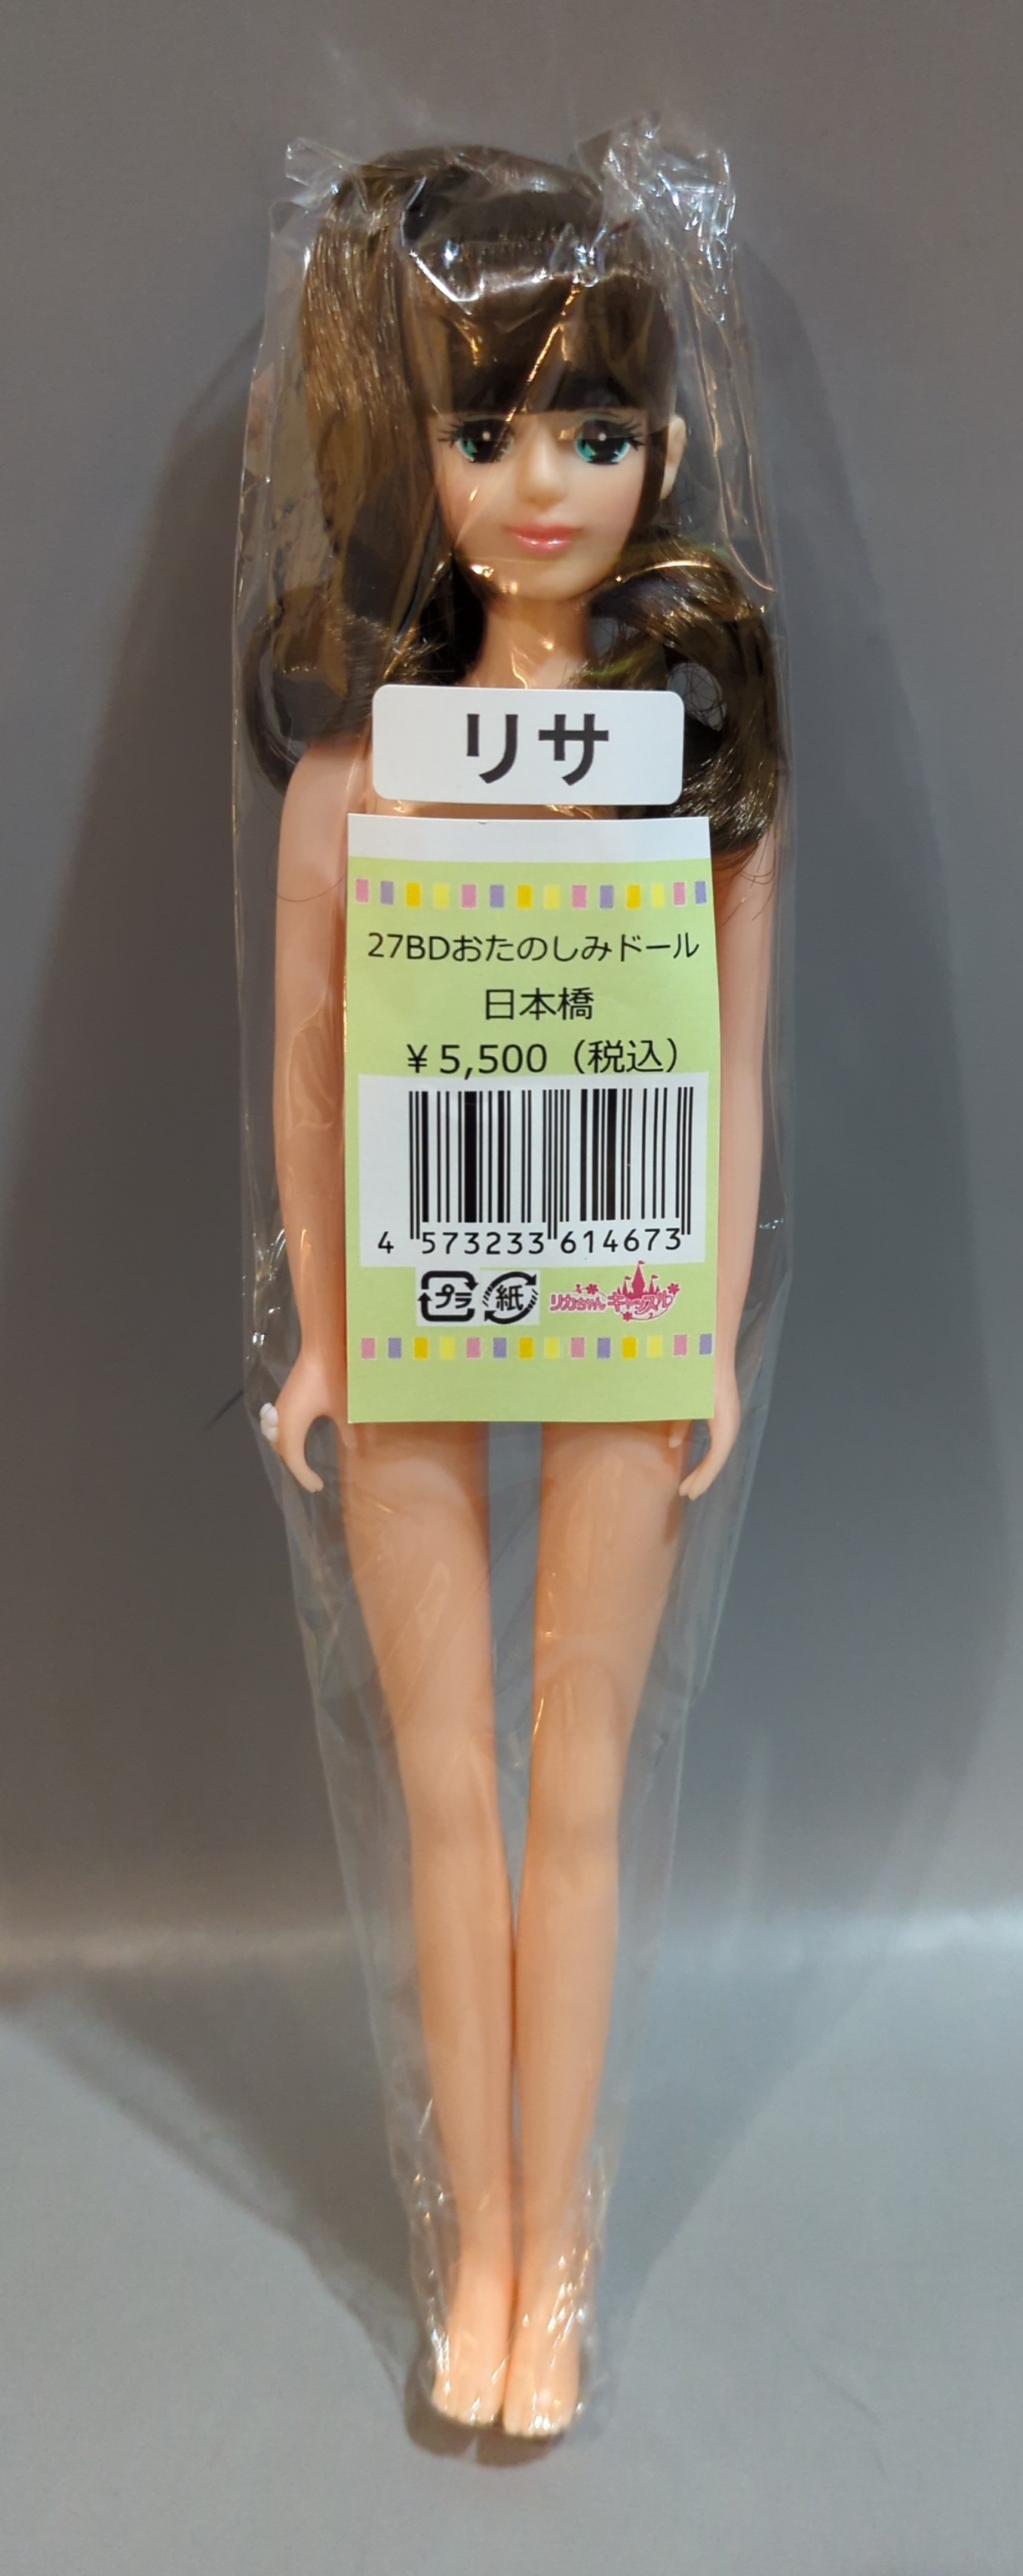 リサ
27BDおたのしみドール
日本橋
¥5,500（税込）
4 573233 614673
プラ 紙 リカちゃんキャッスル